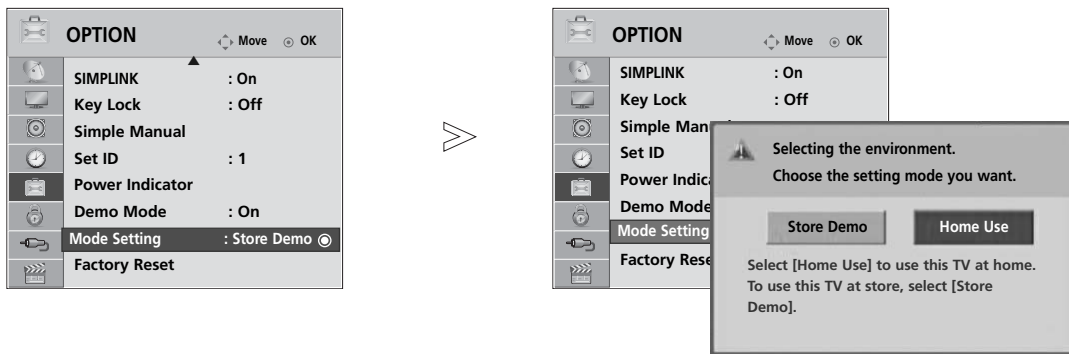 OPTION Move OK
SIMPLINK : On
Key Lock : Off
Simple Manual
Set ID : 1
Power Indicator
Demo Mode : On
Mode Setting : Store Demo
Factory Reset
OPTION Move OK
SIMPLINK : On
Key Lock : Off
Simple Man
Set ID
Power Indica
Demo Mode
Mode Setting
Factory Rese
Selecting the environment.
Choose the setting mode you want.
Store Demo Home Use
Select [Home Use] to use this TV at home.
To use this TV at store, select [Store
Demo].